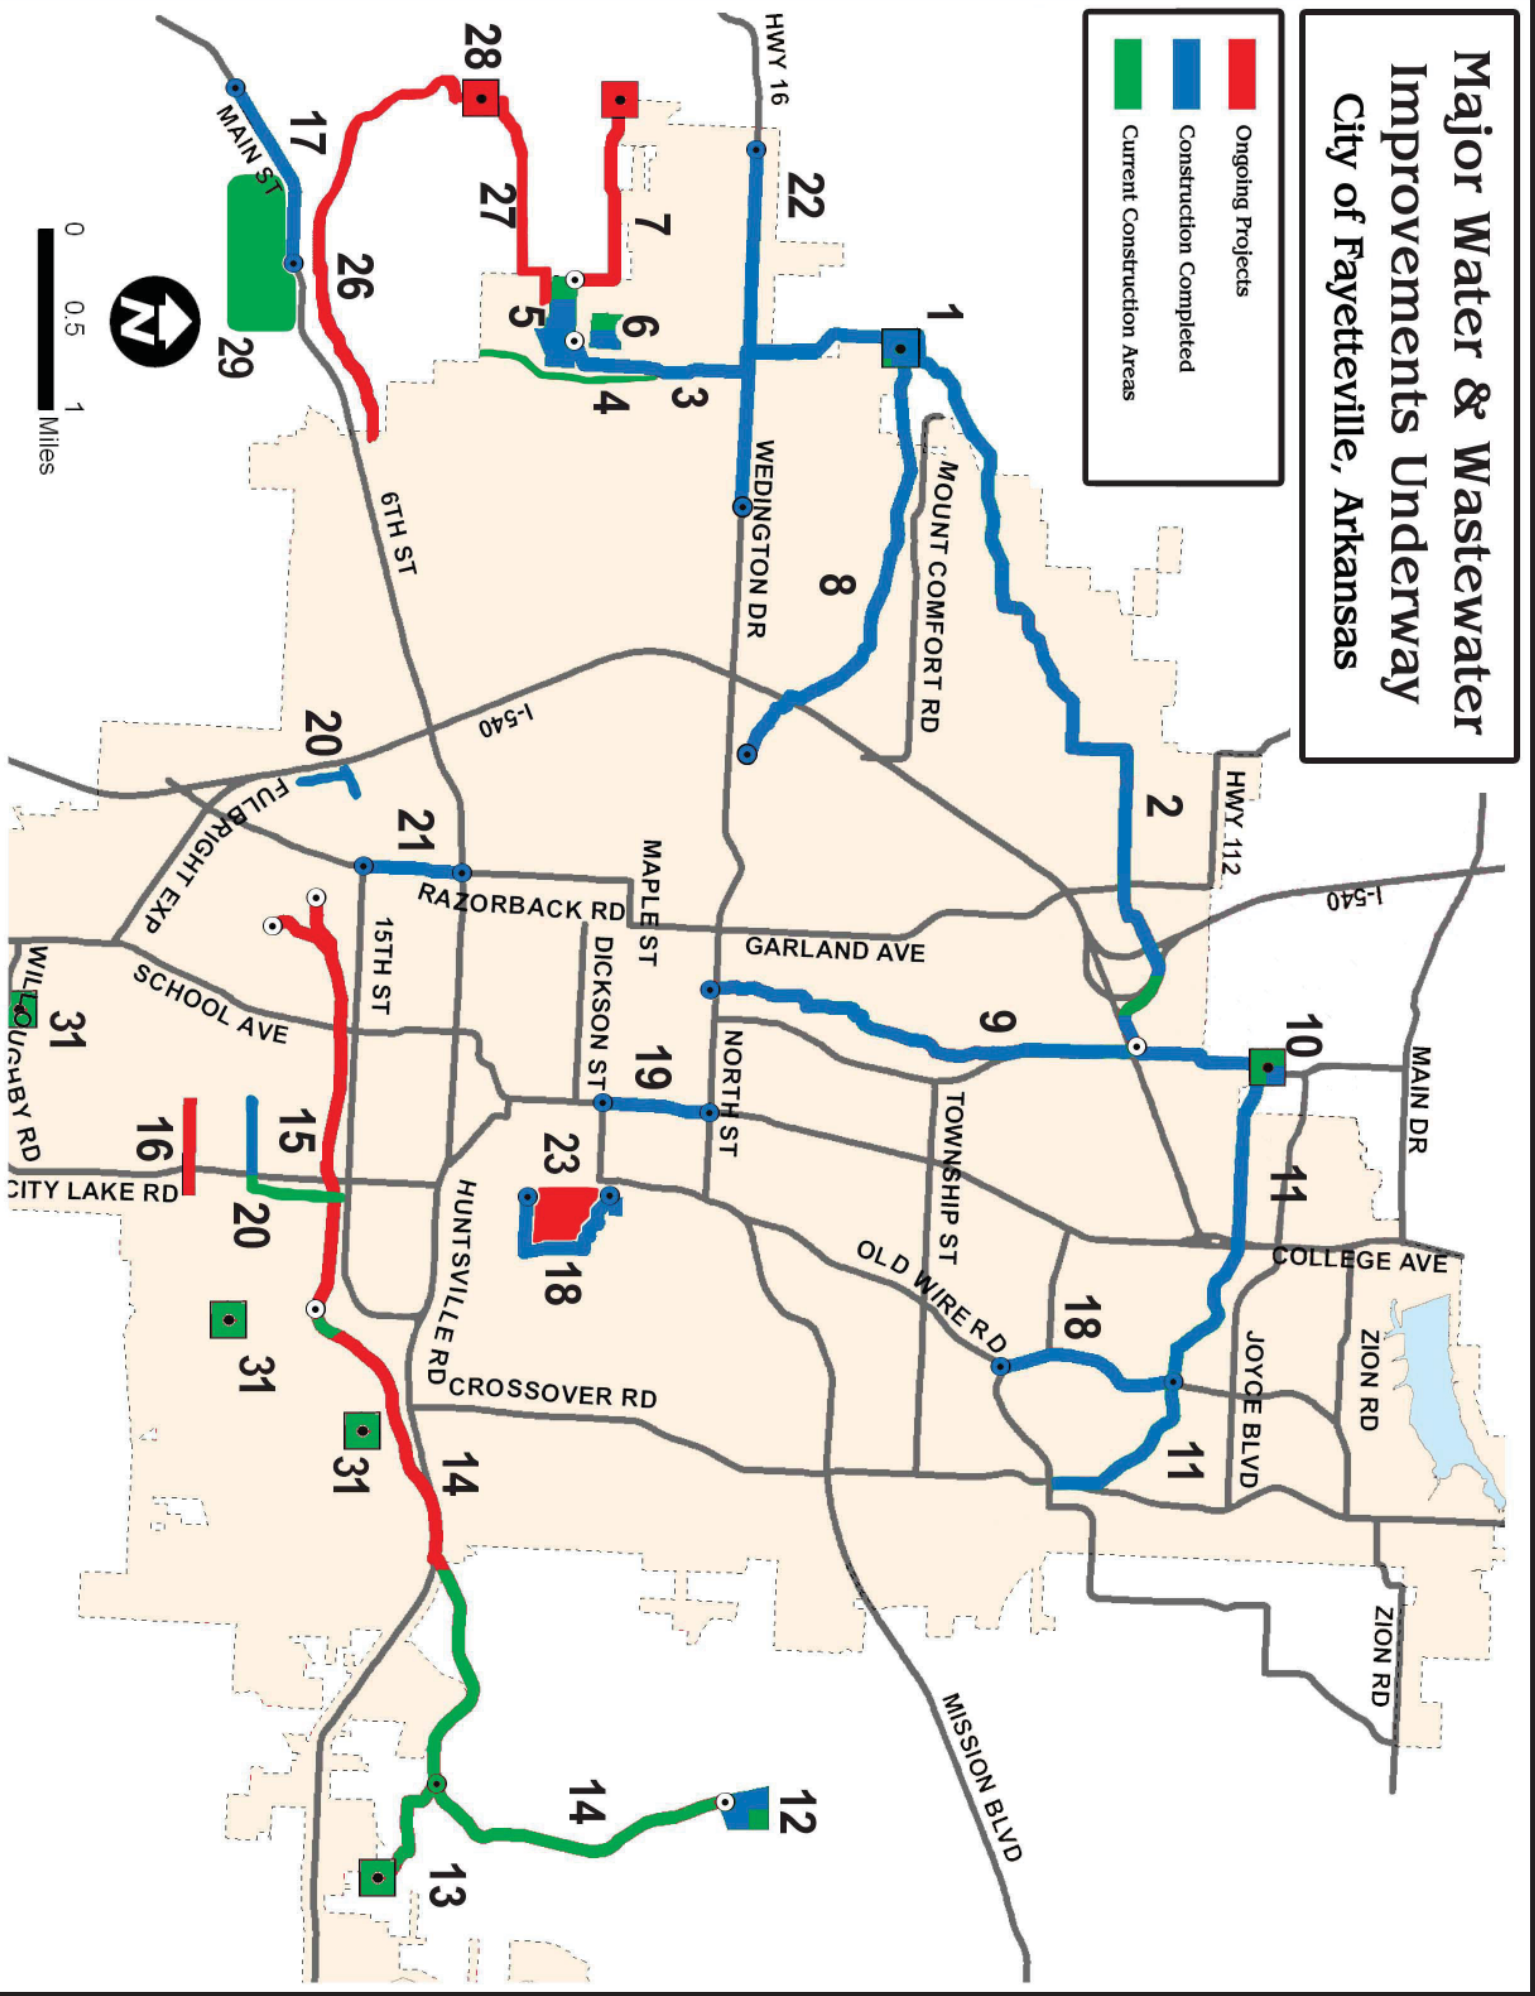 Major Water & Wastewater
Improvements Underway
City of Fayetteville, Arkansas
Ongoing Projects
Construction Completed
Current Construction Areas
HWY 16
22
1
HWY 112
2
I-540
MAIN DR
10
11
COLLEGE AVE
ZION RD
ZION RD
JOYCE BLVD
11
18
MOUNT COMFORT RD
8
WEDINGTON DR
9
GARLAND AVE
TOWNSHIP ST
OLD WIRE RD
MISSION BLVD
NORTH ST
28
7
27
5
6
3
4
MAPLE ST
DICKSON ST
19
23
18
12
14
RAZORBACK RD
CROSSOVER RD
HUNTSVILLE RD
I-540
6TH ST
21
15TH ST
14
13
17
MAIN ST
26
29
20
FULBRIGHT EXP
SCHOOL AVE
15
20
16
31
31
31
WILLOUGHBY RD
CITY LAKE RD
N
0 0.5 1
Miles